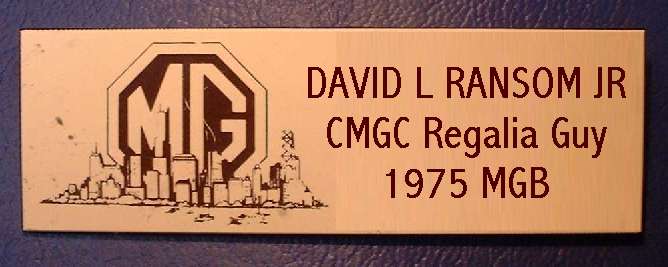 MG
DAVID L RANSOM JR
CMGC Regalia Guy
1975 MGB